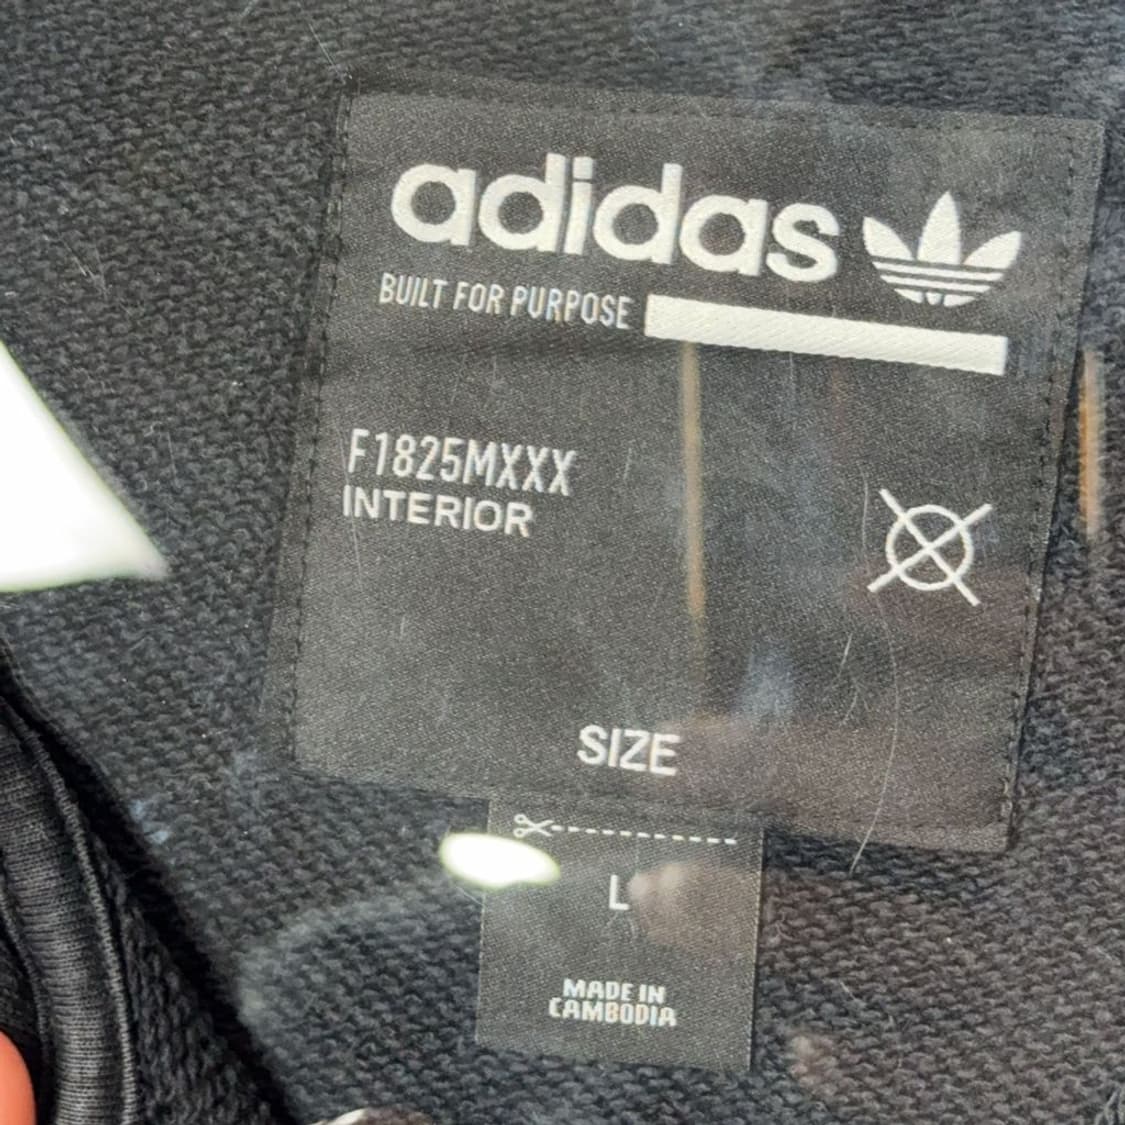 adidas
BUILT FOR PURPOSE
F1825MXXX
INTERIOR
SIZE
L
MADE IN
CAMBODIA